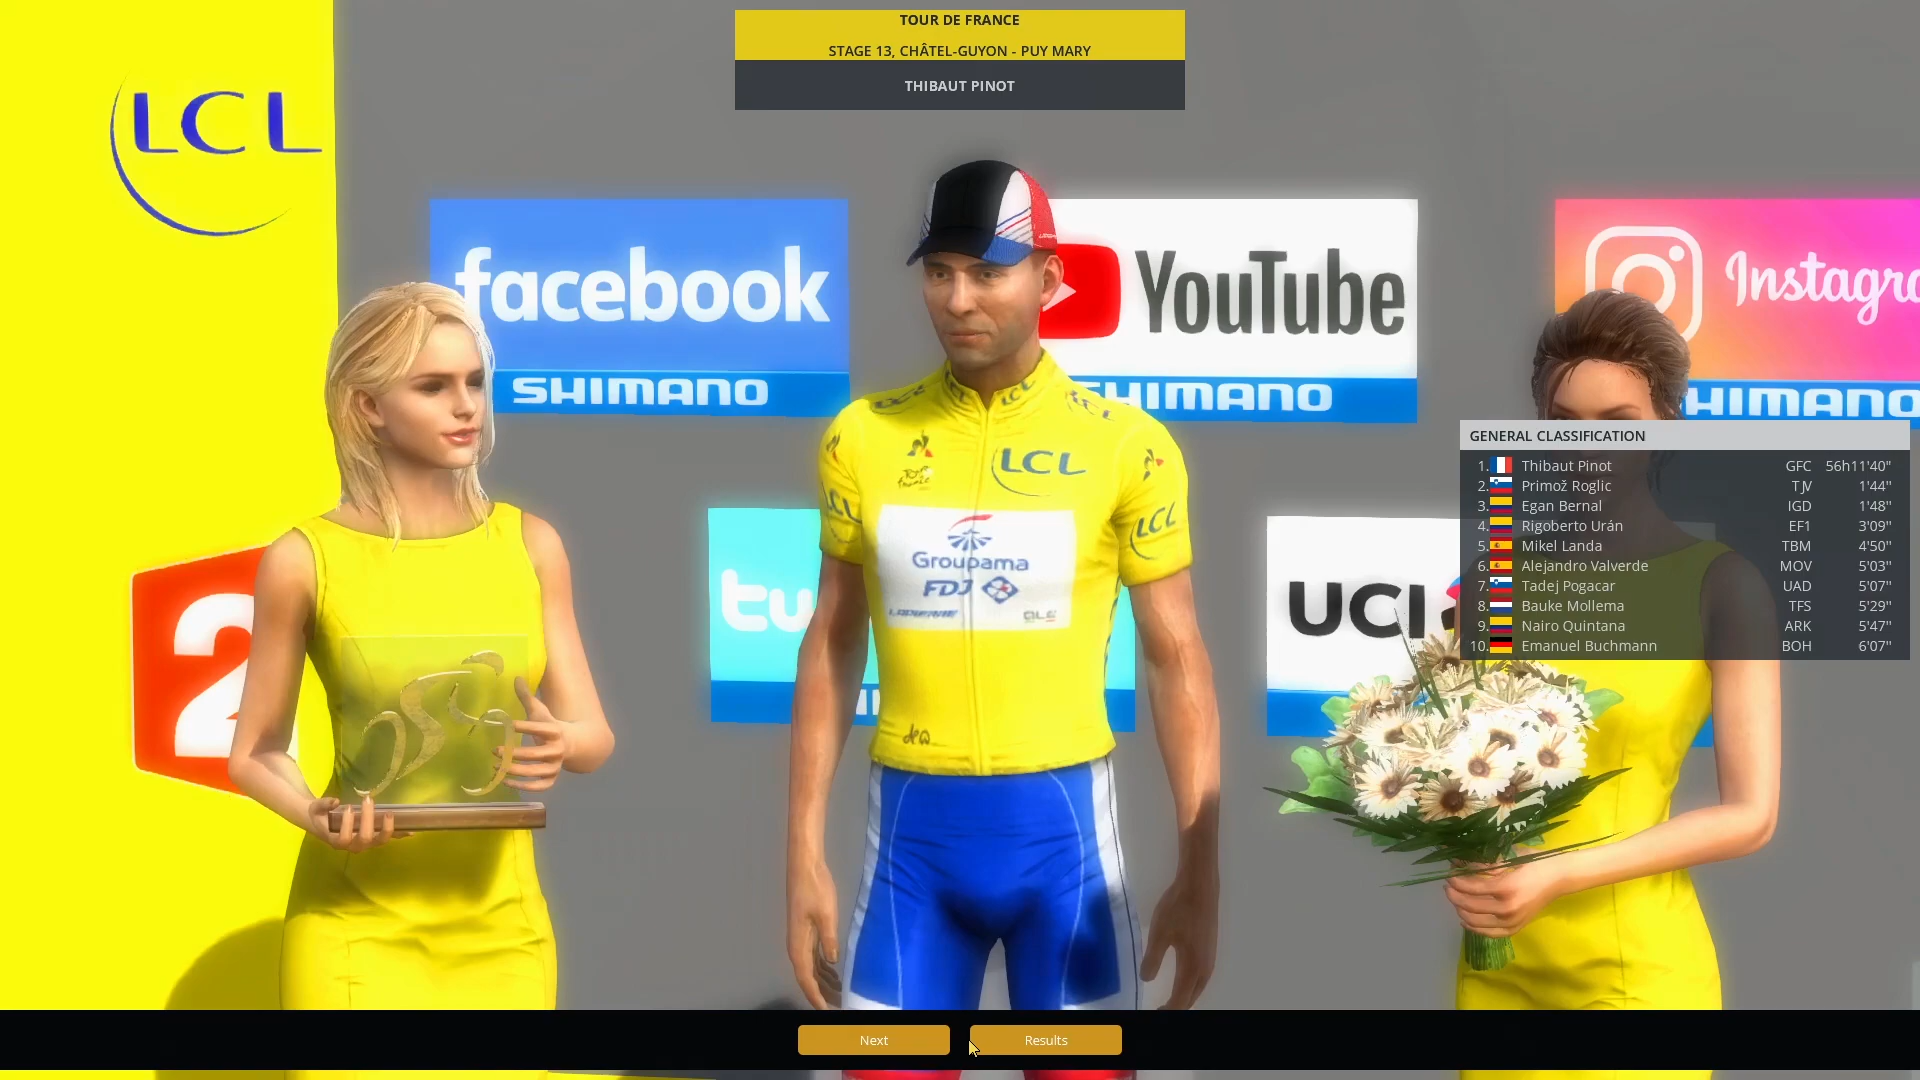 TOUR DE FRANCE
STAGE 13, CHÂTEL-GUYON - PUY MARY
THIBAUT PINOT
LCL
facebook
SHIMANO
YouTube
SHIMANO
Instagra
SHIMANO
LCL
LCL
Groupama
FDJ
LCL
tw
UCI
2
GENERAL CLASSIFICATION
1. Thibaut Pinot GFC 56h11'40"
2. Primož Roglic TJV 1'44"
3. Egan Bernal IGD 1'48"
4. Rigoberto Urán EF1 3'09"
5. Mikel Landa TBM 4'50"
6. Alejandro Valverde MOV 5'03"
7. Tadej Pogacar UAD 5'07"
8. Bauke Mollema TFS 5'29"
9. Nairo Quintana ARK 5'47"
10. Emanuel Buchmann BOH 6'07"
Next
Results